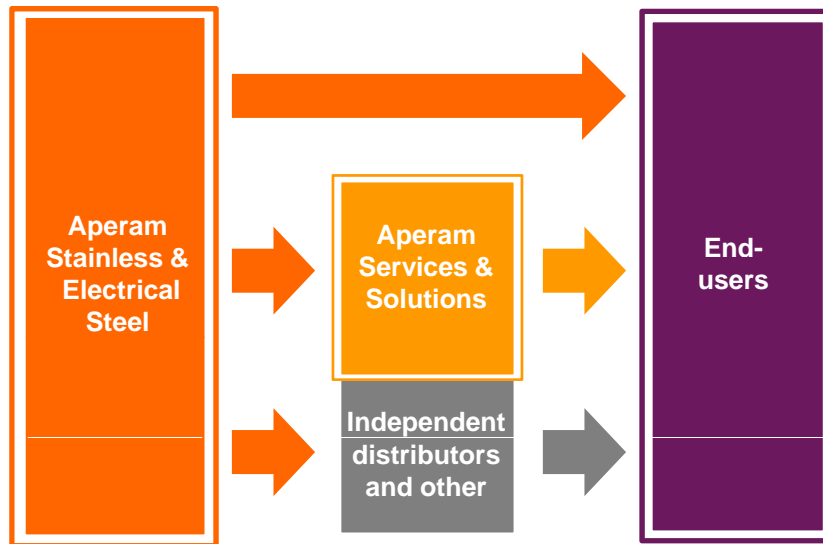 Aperam
Stainless &
Electrical
Steel
Aperam
Services &
Solutions
Independent
distributors
and other
End-
users